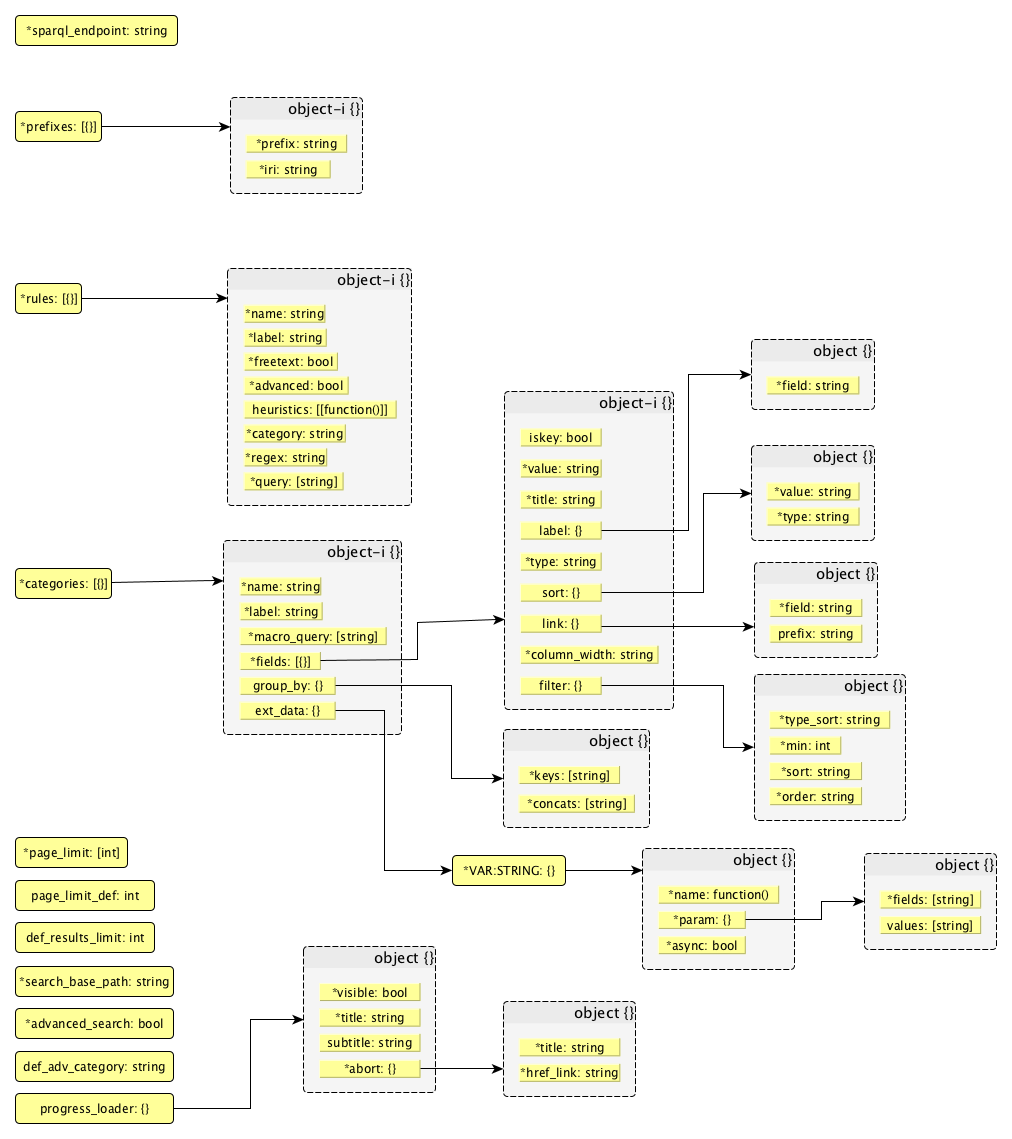 *sparql_endpoint: string
*prefixes: [{}]
object-i {}
*prefix: string
*iri: string
*rules: [{}]
object-i {}
*name: string
*label: string
*freetext: bool
*advanced: bool
heuristics: [[function()]]
*category: string
*regex: string
*query: [string]
*categories: [{}]
object-i {}
*name: string
*label: string
*macro_query: [string]
*fields: [{}]
group_by: {}
ext_data: {}
object-i {}
iskey: bool
*value: string
*title: string
label: {}
*type: string
sort: {}
link: {}
*column_width: string
filter: {}
object {}
*field: string
object {}
*value: string
*type: string
object {}
*field: string
prefix: string
object {}
*type_sort: string
*min: int
*sort: string
*order: string
object {}
*keys: [string]
*concats: [string]
*VAR:STRING: {}
object {}
*name: function()
*param: {}
*async: bool
object {}
*fields: [string]
values: [string]
*page_limit: [int]
page_limit_def: int
def_results_limit: int
*search_base_path: string
*advanced_search: bool
def_adv_category: string
progress_loader: {}
object {}
*visible: bool
*title: string
subtitle: string
*abort: {}
object {}
*title: string
*href_link: string